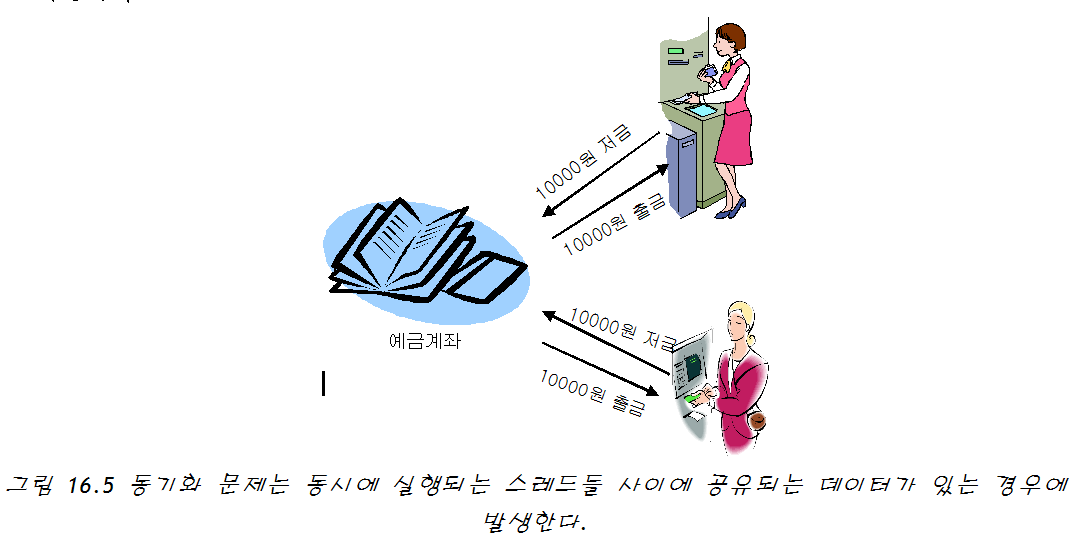 10000원 저금
10000원 출금
예금계좌
10000원 저금
10000원 출금
그림 16.5 동기화 문제는 동시에 실행되는 스레드들 사이에 공유되는 데이터가 있는 경우에
발생한다.